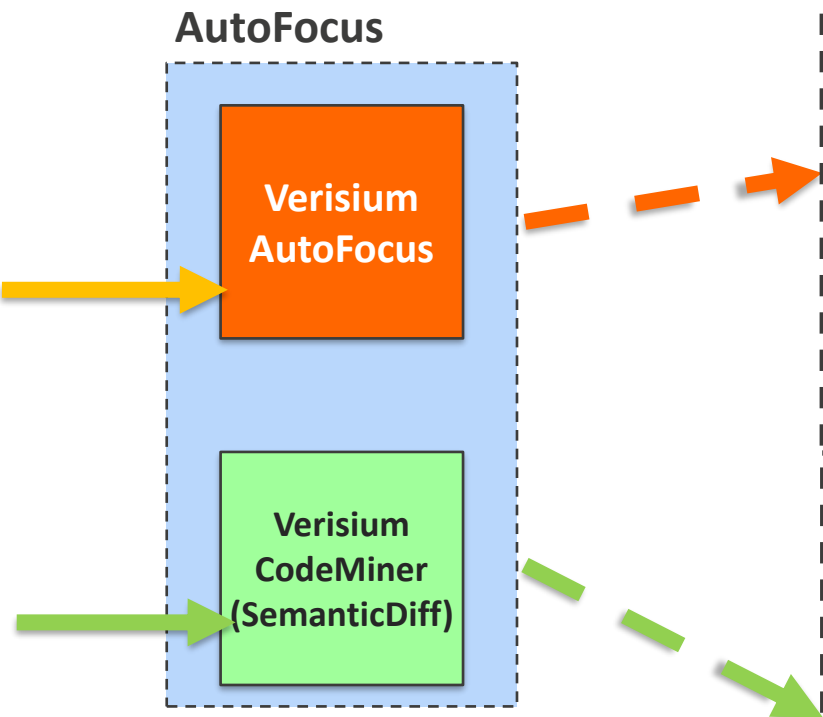 AutoFocus
Verisium
AutoFocus
Verisium
CodeMiner
(SemanticDiff)